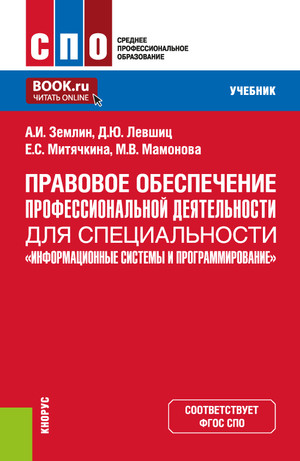 СПО
СРЕДНЕЕ
ПРОФЕССИОНАЛЬНОЕ
ОБРАЗОВАНИЕ
BOOK.ru
ЧИТАТЬ ONLINE
УЧЕБНИК
А.И. Землин, Д.Ю. Левшиц
Е.С. Митячкина, М.В. Мамонова
ПРАВОВОЕ ОБЕСПЕЧЕНИЕ
ПРОФЕССИОНАЛЬНОЙ ДЕЯТЕЛЬНОСТИ
ДЛЯ СПЕЦИАЛЬНОСТИ
«ИНФОРМАЦИОННЫЕ СИСТЕМЫ И ПРОГРАММИРОВАНИЕ»
КНОРУС
СООТВЕТСТВУЕТ
ФГОС СПО